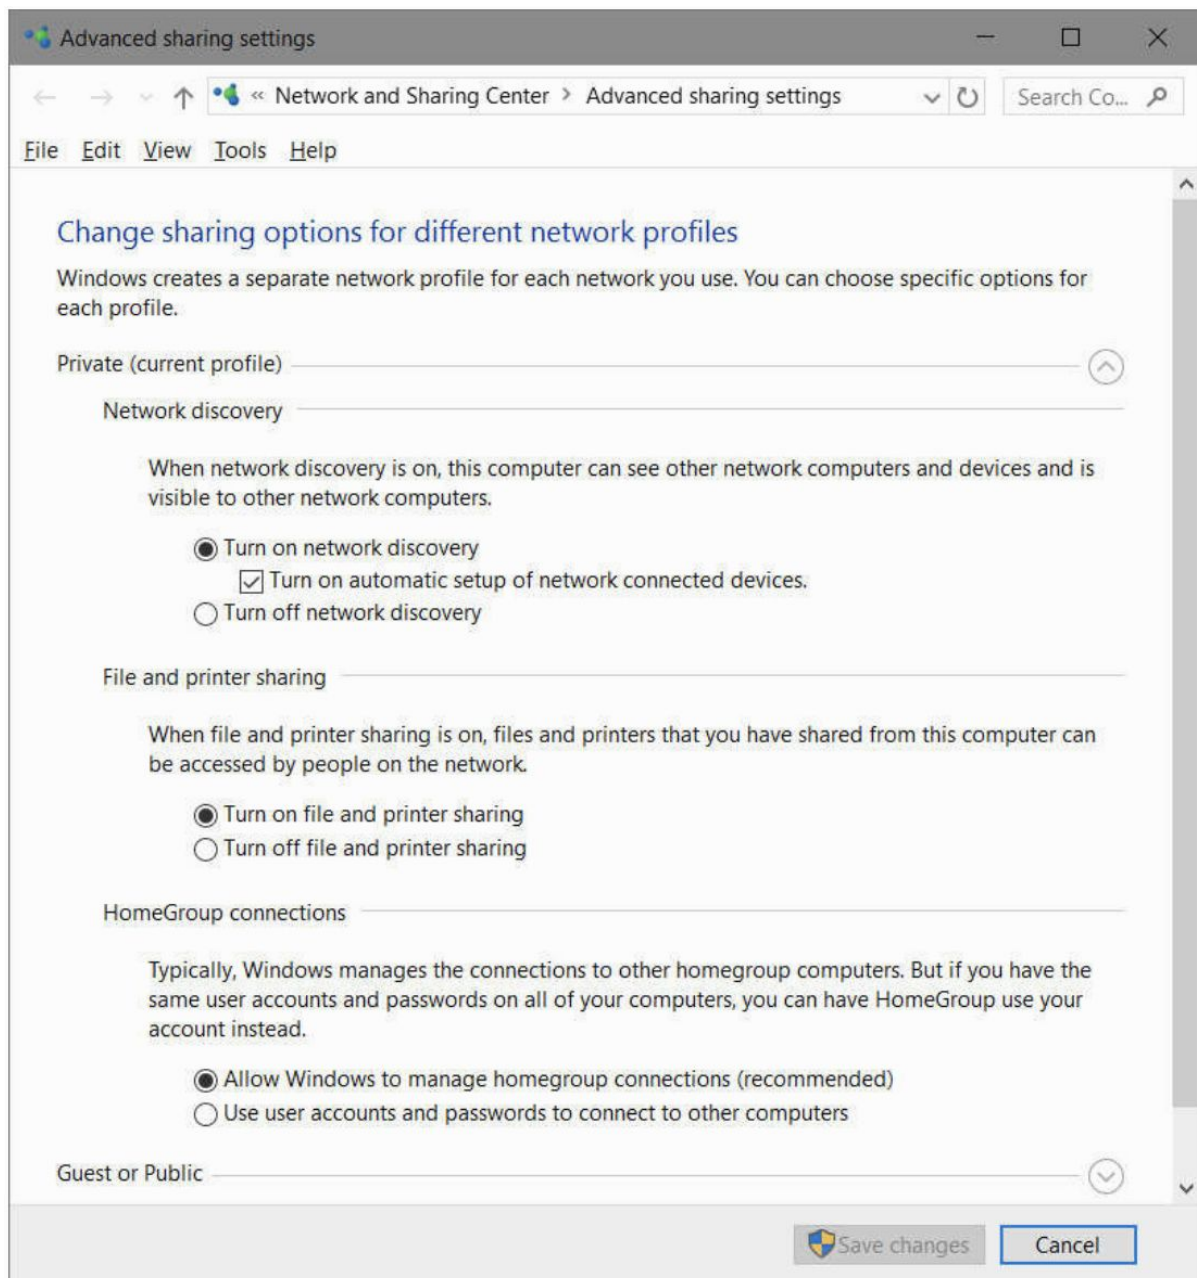 Advanced sharing settings
« Network and Sharing Center > Advanced sharing settings
Search Co...
File Edit View Tools Help
Change sharing options for different network profiles
Windows creates a separate network profile for each network you use. You can choose specific options for
each profile.
Private (current profile)
Network discovery
When network discovery is on, this computer can see other network computers and devices and is
visible to other network computers.
Turn on network discovery
Turn on automatic setup of network connected devices.
Turn off network discovery
File and printer sharing
When file and printer sharing is on, files and printers that you have shared from this computer can
be accessed by people on the network.
Turn on file and printer sharing
Turn off file and printer sharing
HomeGroup connections
Typically, Windows manages the connections to other homegroup computers. But if you have the
same user accounts and passwords on all of your computers, you can have HomeGroup use your
account instead.
Allow Windows to manage homegroup connections (recommended)
Use user accounts and passwords to connect to other computers
Guest or Public
Save changes
Cancel